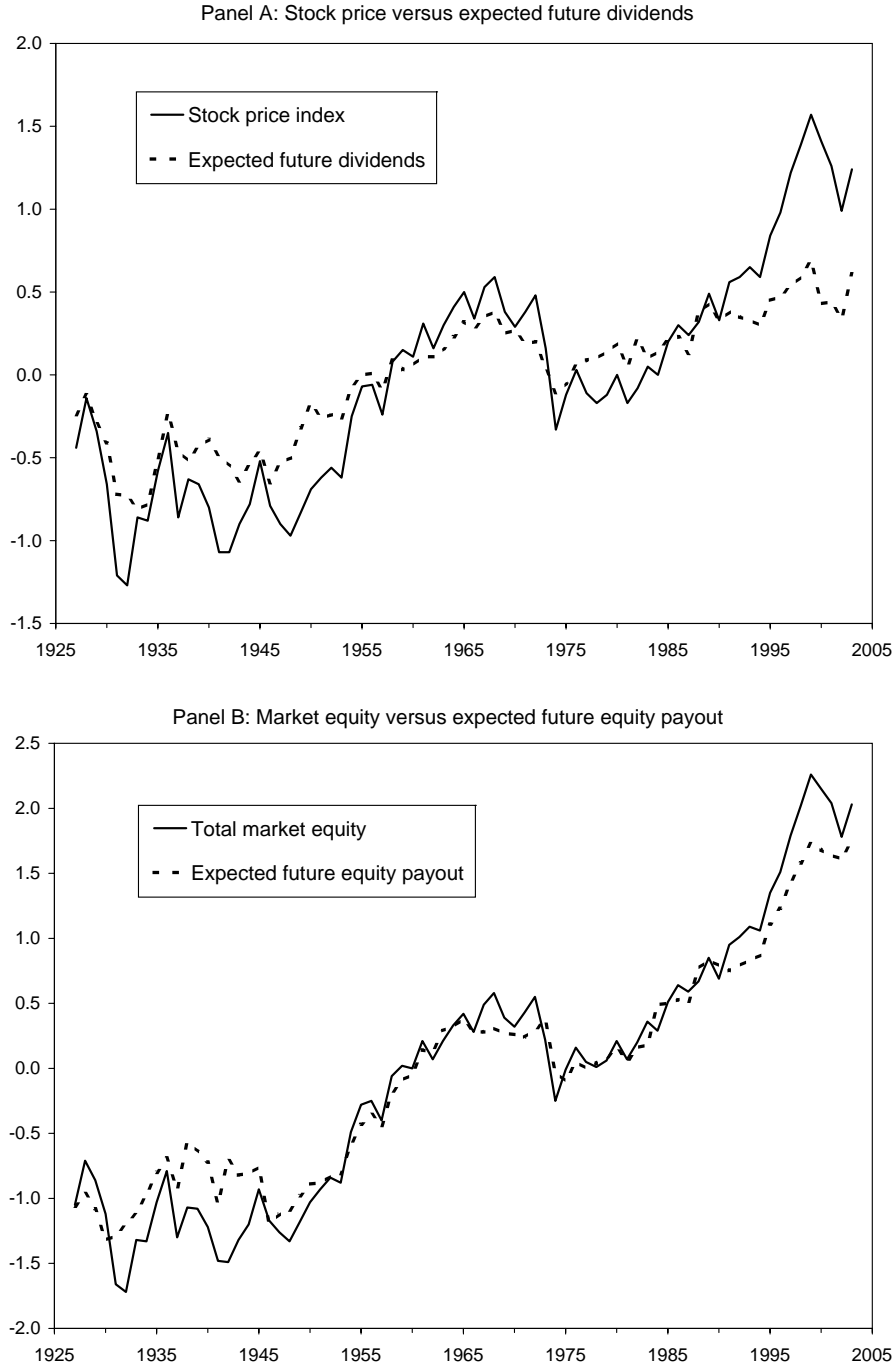 Panel A: Stock price versus expected future dividends
2.0
1.5
1.0
0.5
0.0
-0.5
-1.0
-1.5
Stock price index
Expected future dividends
1925 1935 1945 1955 1965 1975 1985 1995 2005
Panel B: Market equity versus expected future equity payout
2.5
2.0
1.5
1.0
0.5
0.0
-0.5
-1.0
-1.5
-2.0
Total market equity
Expected future equity payout
1925 1935 1945 1955 1965 1975 1985 1995 2005